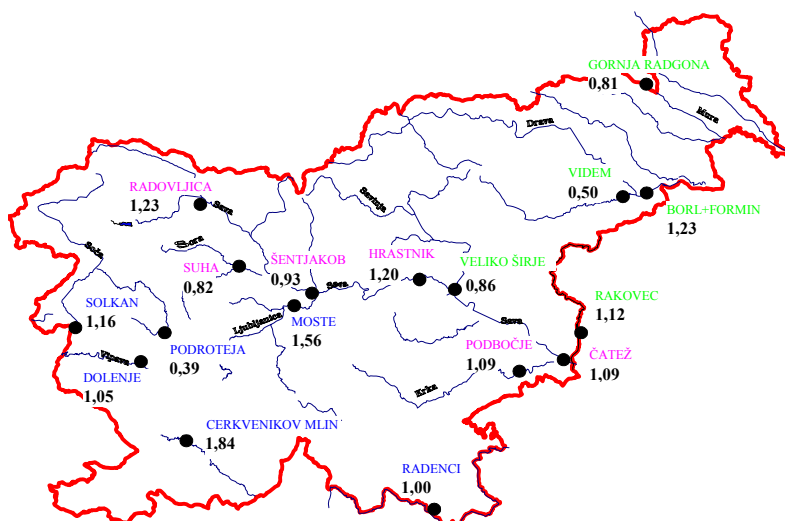 GORNJA RADGONA
0,81
Mura
Drava
VIDEM
0,50
BORL+FORMIN
1,23
RADOVLJICA
1,23
Sava
Savinja
Sora
Soča
SUHA
0,82
ŠENTJAKOB
0,93
HRASTNIK
1,20
VELIKO ŠIRJE
0,86
Sava
SOLKAN
1,16
Ljubljanica
MOSTE
1,56
Sava
RAKOVEC
1,12
PODROTEJA
0,39
Vipava
DOLENJE
1,05
PODBOČJE
1,09
ČATEŽ
1,09
Krka
CERKVENIKOV MLIN
1,84
RADENCI
1,00